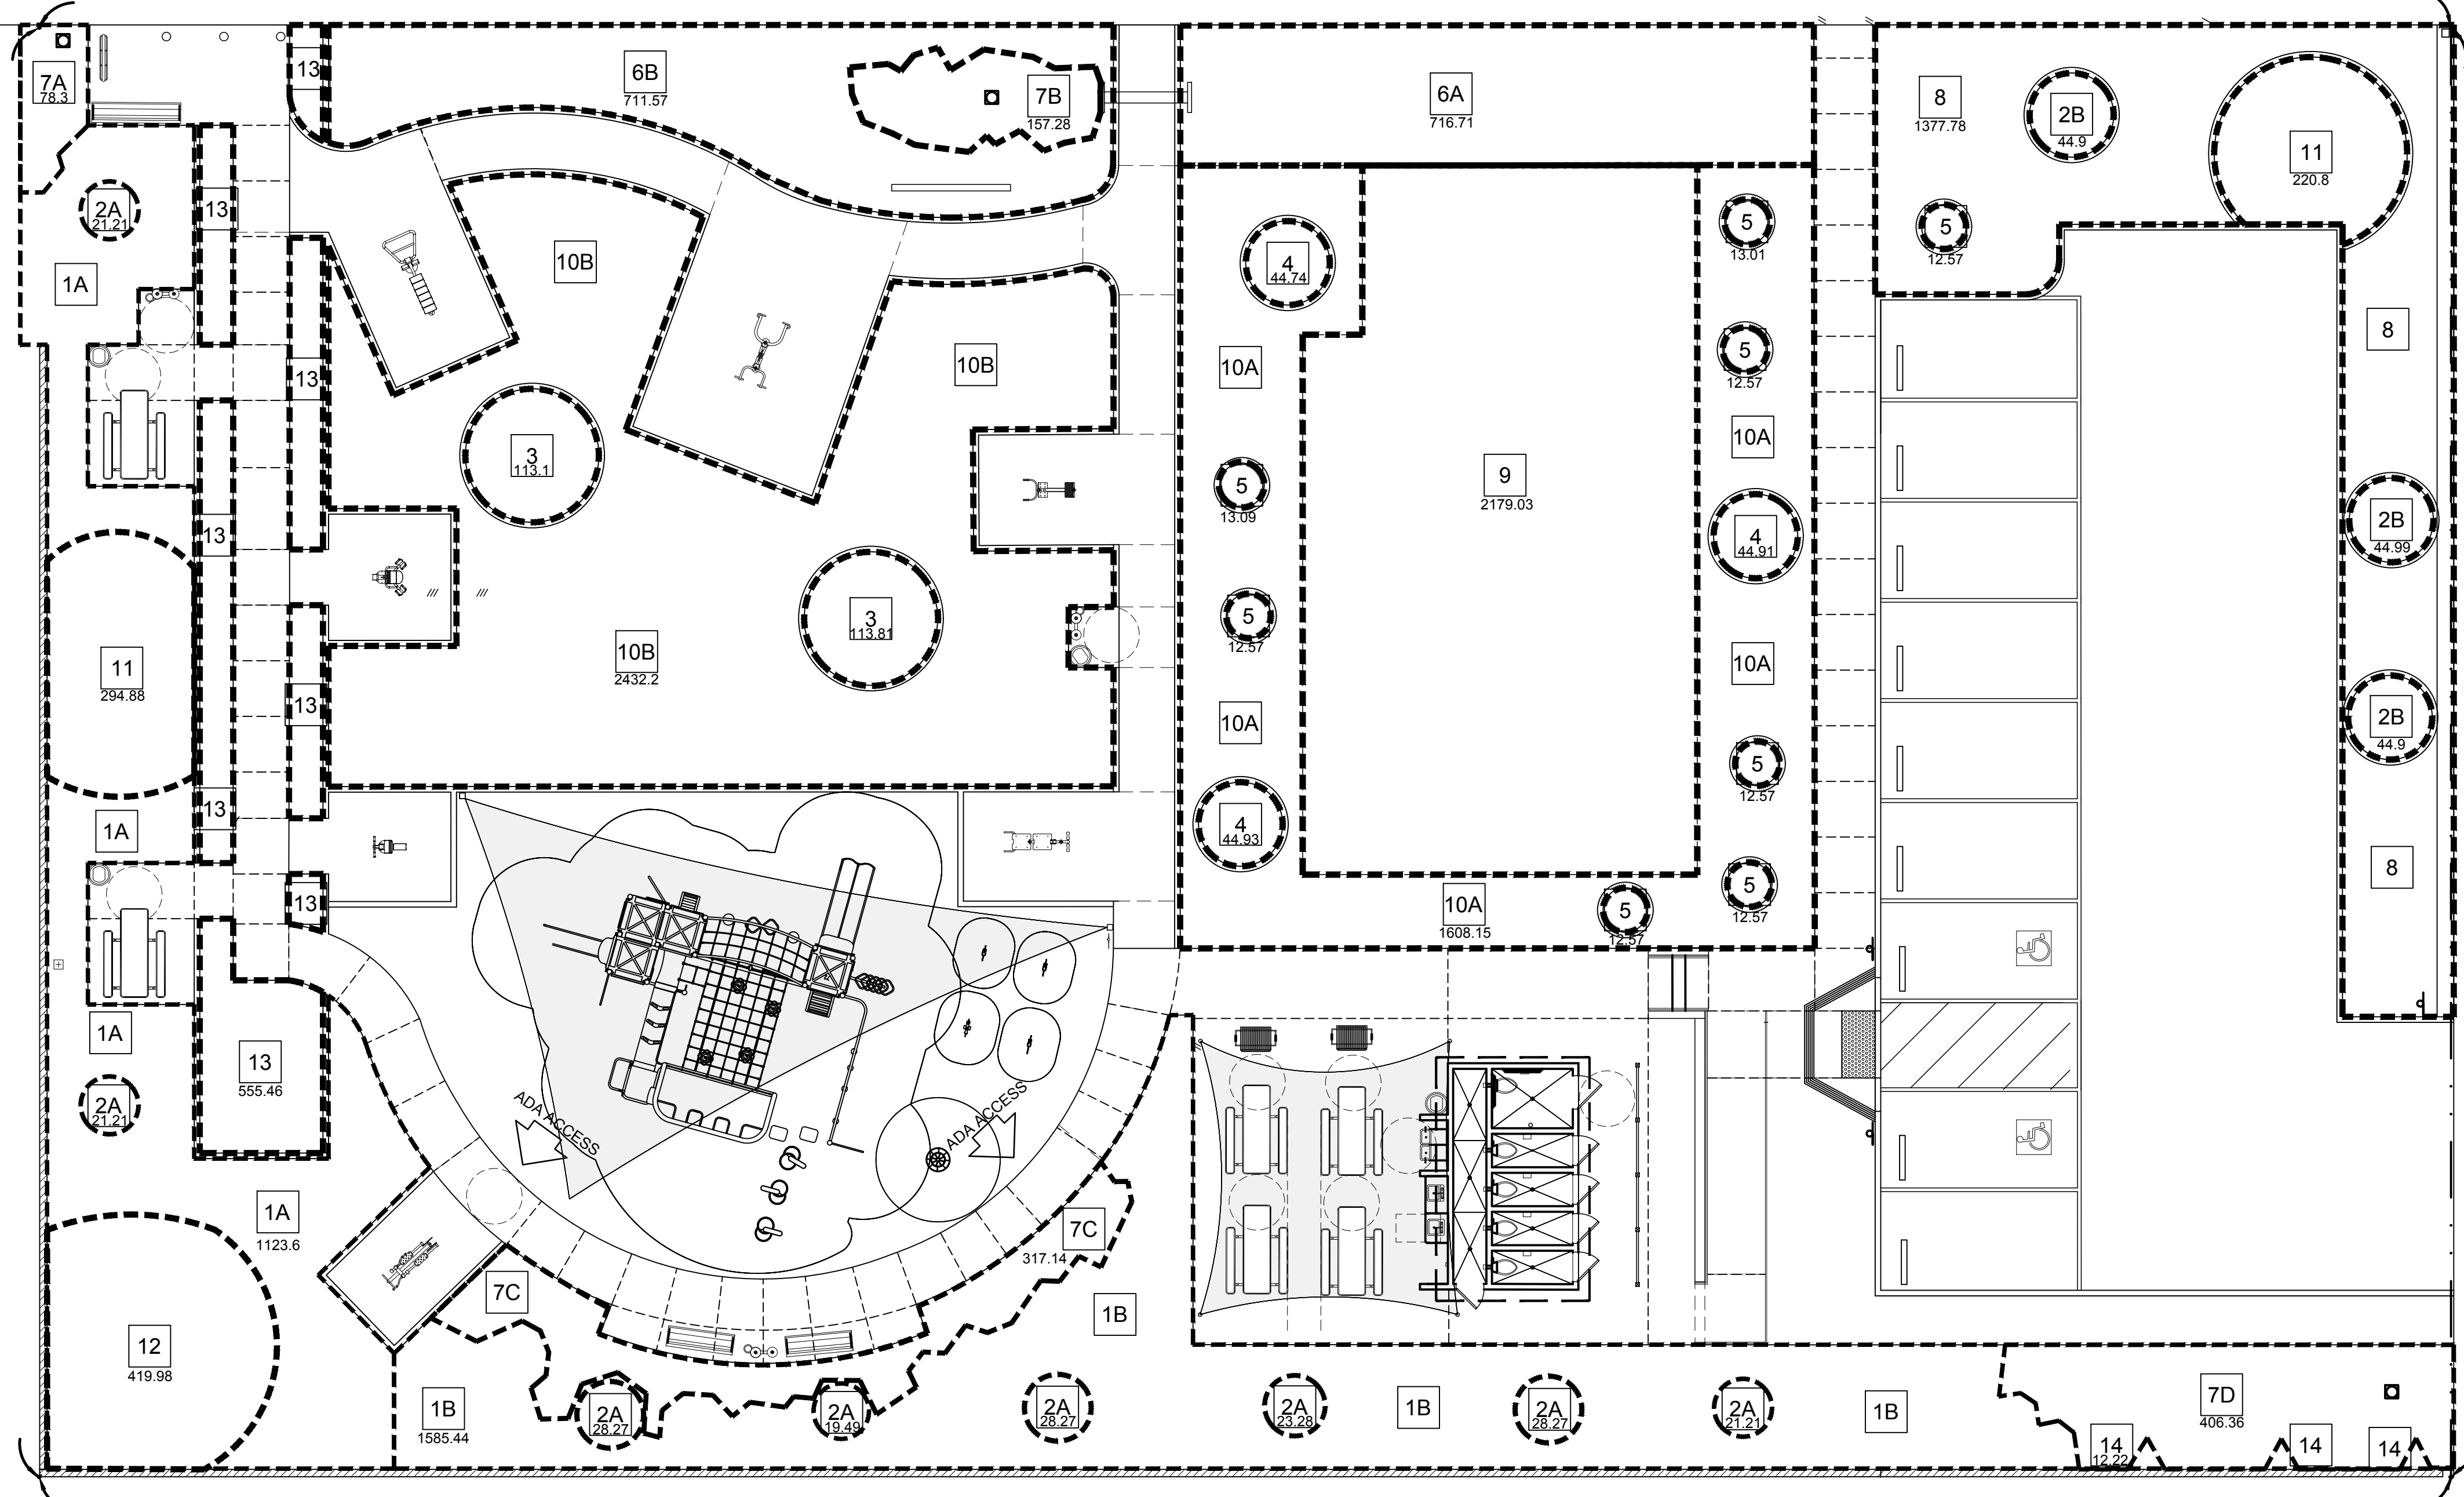 7A
78.3
13
6B
711.57
7B
157.28
6A
716.71
8
1377.78
2B
44.9
11
220.8
2A
21.21
13
1A
10B
4
44.74
5
13.01
5
12.57
8
13
10B
10A
5
12.57
3
113.1
10A
9
2179.03
5
13.09
4
44.91
2B
44.99
13
11
294.88
10B
2432.2
3
113.81
5
12.57
10A
13
10A
2B
44.9
5
12.57
13
1A
4
44.93
8
13
10A
1608.15
5
12.57
5
12.57
1A
13
555.46
2A
21.21
ADA ACCESS
ADA ACCESS
1A
1123.6
7C
317.14
7C
1B
12
419.98
1B
1585.44
2A
28.27
2A
19.49
2A
28.27
2A
23.28
1B
2A
28.27
2A
21.21
1B
7D
406.36
14
12.22
14
14